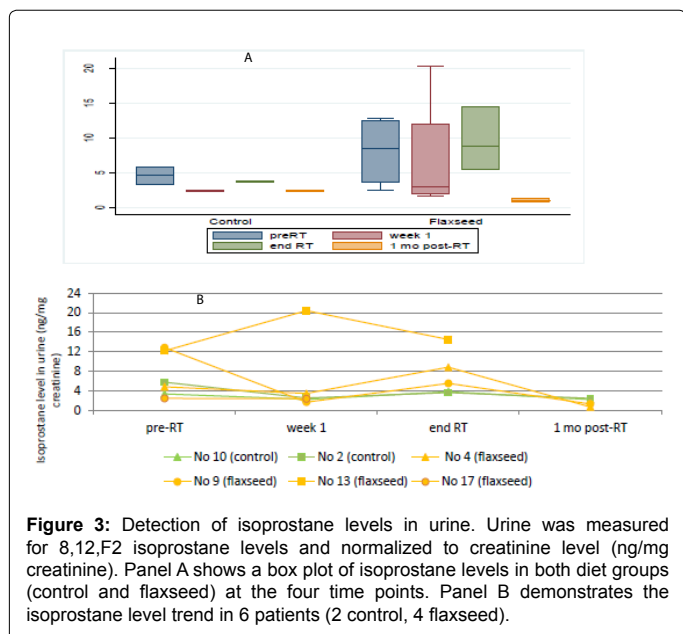 A
20
15
10
5
0
Control Flaxseed
preRT week 1
end RT 1 mo post-RT
B
Isoprostane level in urine (ng/mg creatinine)
24
20
16
12
8
4
0
pre-RT week 1 end RT 1 mo post-RT
No 10 (control) No 2 (control) No 4 (flaxseed)
No 9 (flaxseed) No 13 (flaxseed) No 17 (flaxseed)
Figure 3: Detection of isoprostane levels in urine. Urine was measured
for 8,12,F2 isoprostane levels and normalized to creatinine level (ng/mg
creatinine). Panel A shows a box plot of isoprostane levels in both diet groups
(control and flaxseed) at the four time points. Panel B demonstrates the
isoprostane level trend in 6 patients (2 control, 4 flaxseed).